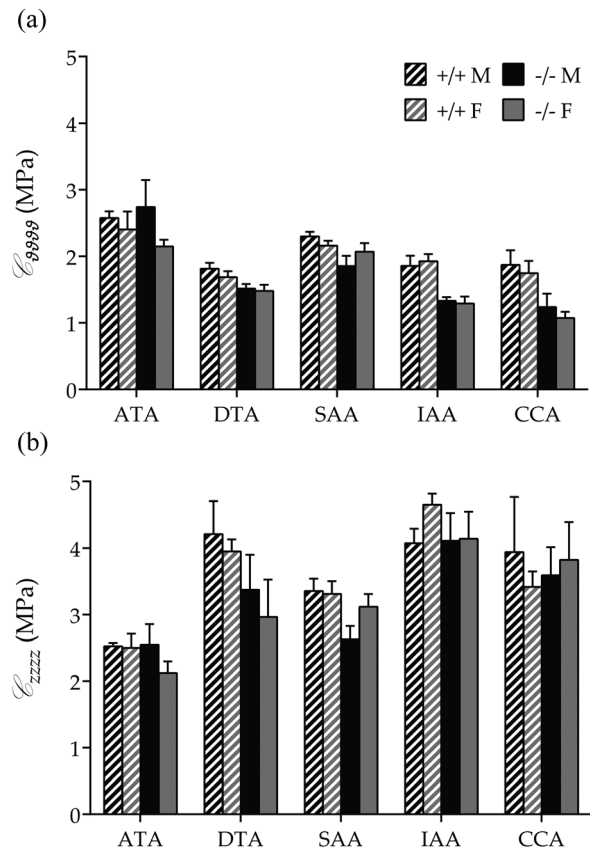 (a)
5
4
3
2
1
0
𝒞ϑϑϑϑ (MPa)
+/+ M
-/- M
+/+ F
-/- F
ATA DTA SAA IAA CCA
(b)
5
4
3
2
1
0
𝒞zzzz (MPa)
ATA DTA SAA IAA CCA